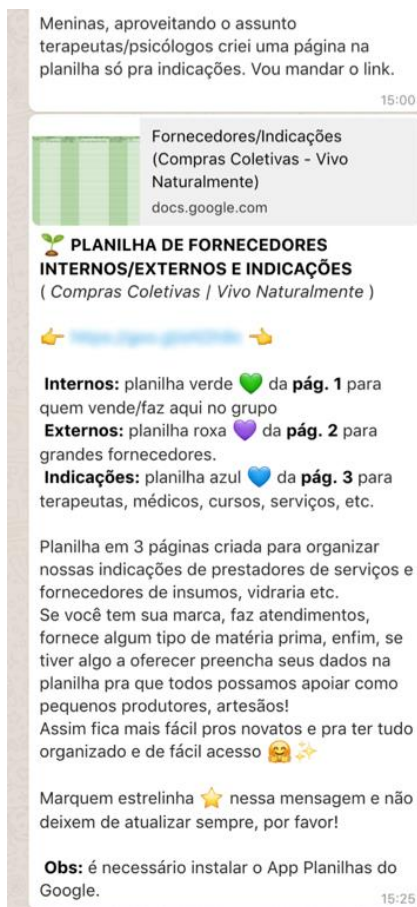 Meninas, aproveitando o assunto
terapeutas/psicólogos criei uma página na
planilha só pra indicações. Vou mandar o link.
15:00
Fornecedores/Indicações
(Compras Coletivas - Vivo
Naturalmente)
docs.google.com
🌱 PLANILHA DE FORNECEDORES
INTERNOS/EXTERNOS E INDICAÇÕES
( Compras Coletivas | Vivo Naturalmente )
👉 👈
Internos: planilha verde 💚 da pág. 1 para
quem vende/faz aqui no grupo
Externos: planilha roxa 💜 da pág. 2 para
grandes fornecedores.
Indicações: planilha azul 💙 da pág. 3 para
terapeutas, médicos, cursos, serviços, etc.
Planilha em 3 páginas criada para organizar
nossas indicações de prestadores de serviços e
fornecedores de insumos, vidraria etc.
Se você tem sua marca, faz atendimentos,
fornece algum tipo de matéria prima, enfim, se
tiver algo a oferecer preencha seus dados na
planilha pra que todos possamos apoiar como
pequenos produtores, artesãos!
Assim fica mais fácil pros novatos e pra ter tudo
organizado e de fácil acesso 🤗✨
Marquem estrelinha ⭐ nessa mensagem e não
deixem de atualizar sempre, por favor!
Obs: é necessário instalar o App Planilhas do
Google.
15:25